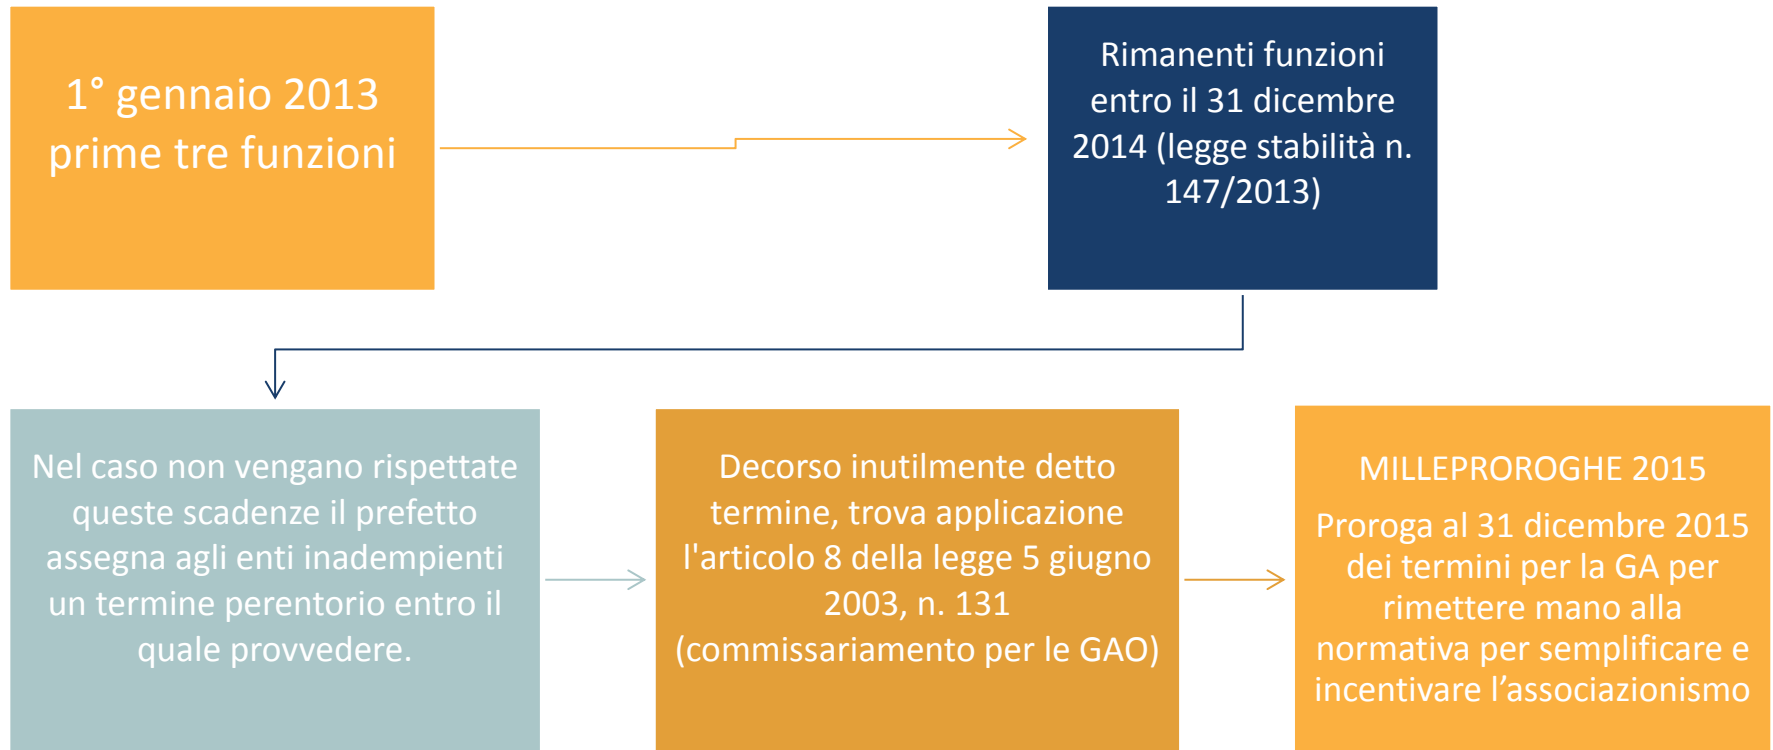 1° gennaio 2013
prime tre funzioni
Rimanenti funzioni
entro il 31 dicembre
2014 (legge stabilità n.
147/2013)
Nel caso non vengano rispettate
queste scadenze il prefetto
assegna agli enti inadempienti
un termine perentorio entro il
quale provvedere.
Decorso inutilmente detto
termine, trova applicazione
l'articolo 8 della legge 5 giugno
2003, n. 131
(commissariamento per le GAO)
MILLEPROROGHE 2015
Proroga al 31 dicembre 2015
dei termini per la GA per
rimettere mano alla
normativa per semplificare e
incentivare l’associazionismo